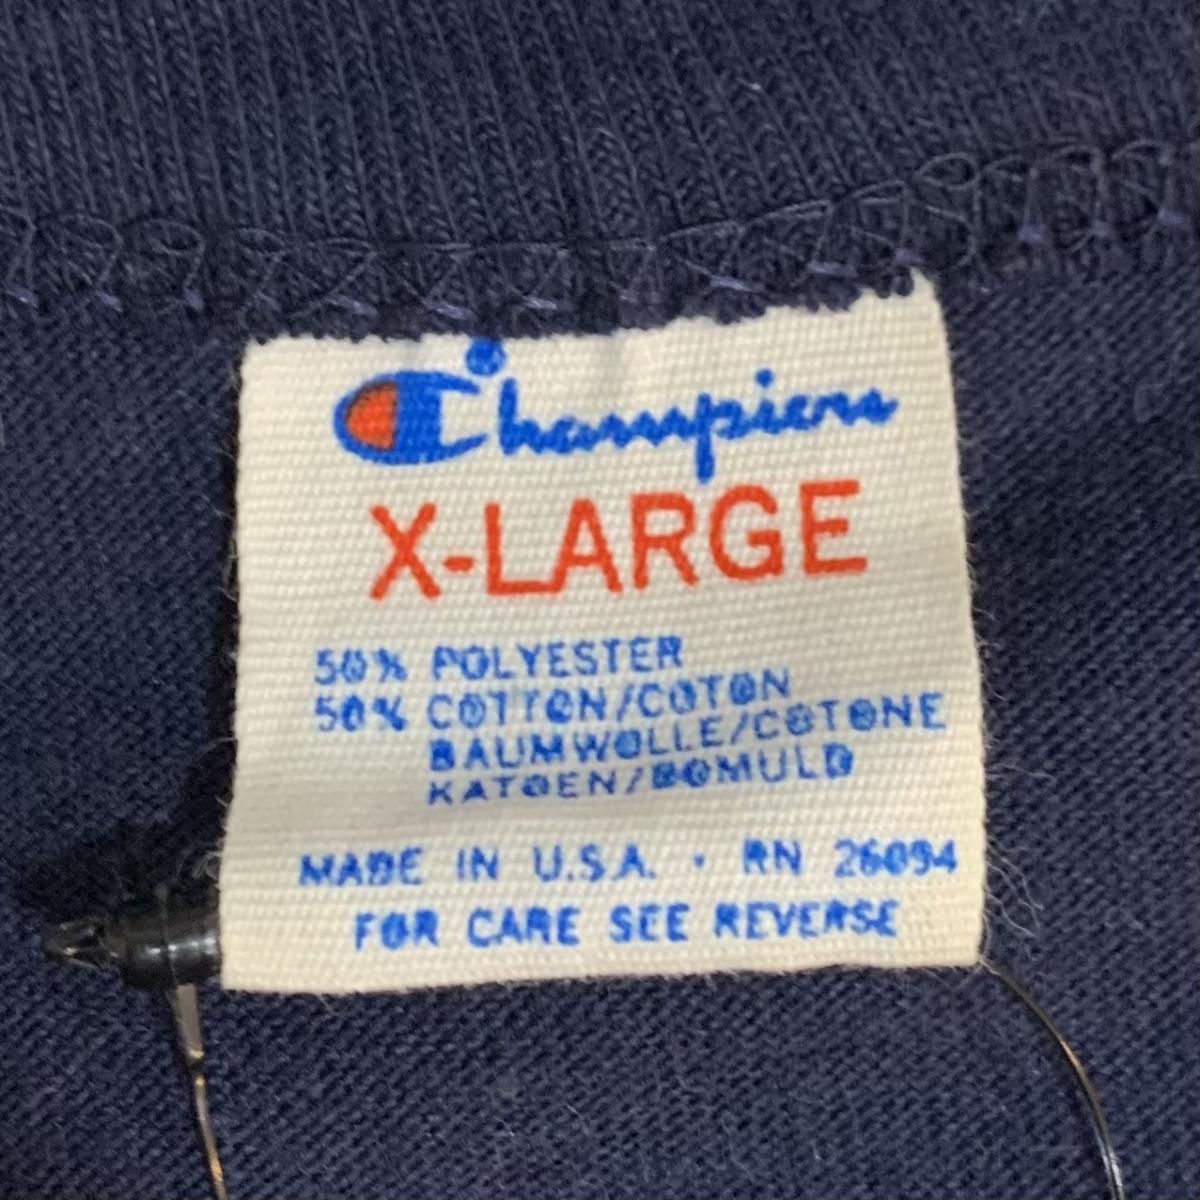 Champion
X-LARGE
50% POLYESTER
50% COTTON/COTON
BAUMWOLLE/COTONE
KATOEN/BOMULD
MADE IN U.S.A. · RN 26094
FOR CARE SEE REVERSE